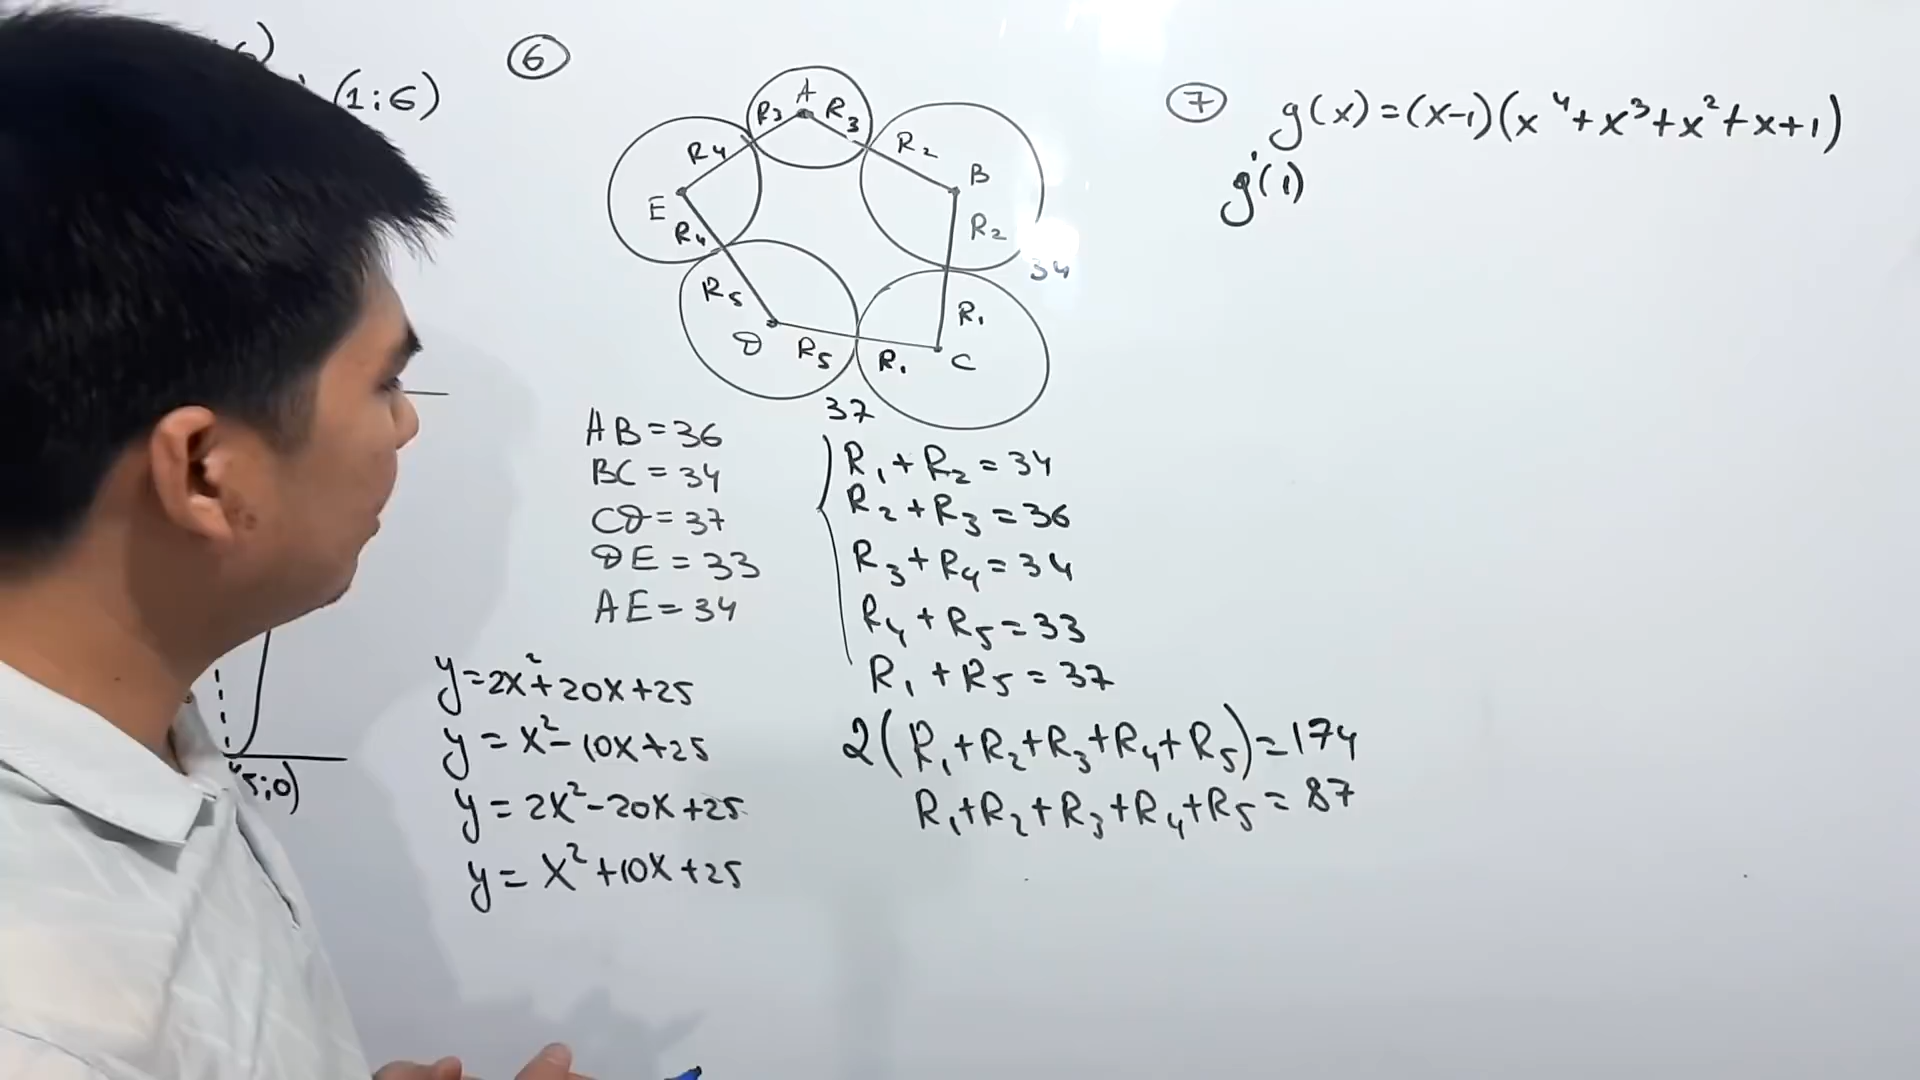 (1;6)
5;0)
6
A
R3 R3
R4 R2
B
E
R4 R2
34
R5 R1
D R5 R1 C
37
AB=36
BC=34
CD=37
DE=33
AE=34
R1+R2=34
R2+R3=36
R3+R4=34
R4+R5=33
R1+R5=37
2(R1+R2+R3+R4+R5)=174
R1+R2+R3+R4+R5=87
y=2x²+20x+25
y=x²-10x+25
y=2x²-20x+25
y=x²+10x+25
7 g(x)=(x-1)(x⁴+x³+x²+x+1)
g'(1)